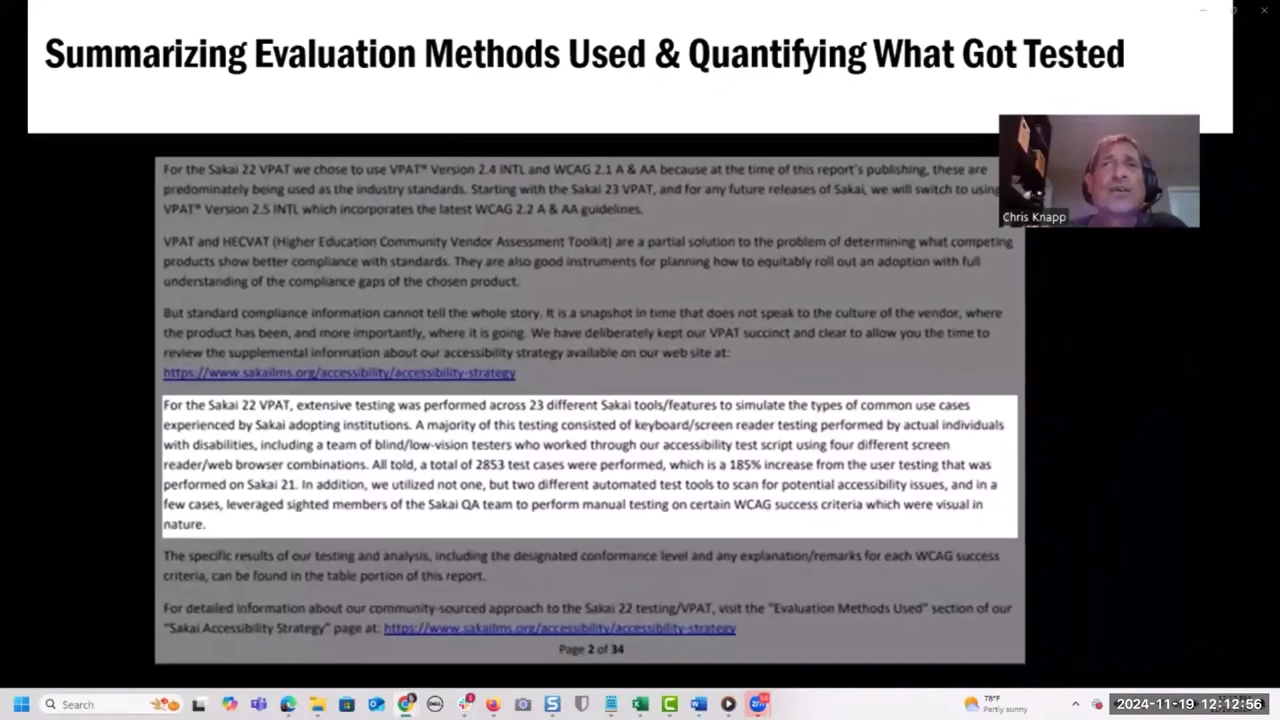 Summarizing Evaluation Methods Used & Quantifying What Got Tested
Chris Knapp
For the Sakai 22 VPAT we chose to use VPAT® Version 2.4 INTL and WCAG 2.1 A & AA because at the time of this report's publishing, these are
predominately being used as the industry standards. Starting with the Sakai 23 VPAT, and for any future releases of Sakai, we will switch to using
VPAT® Version 2.5 INTL which incorporates the latest WCAG 2.2 A & AA guidelines.
VPAT and HECVAT (Higher Education Community Vendor Assessment Toolkit) are a partial solution to the problem of determining what competing
products show better compliance with standards. They are also good instruments for planning how to equitably roll out an adoption with full
understanding of the compliance gaps of the chosen product.
But standard compliance information cannot tell the whole story. It is a snapshot in time that does not speak to the culture of the vendor, where
the product has been, and more importantly, where it is going. We have deliberately kept our VPAT succinct and clear to allow you the time to
review the supplemental information about our accessibility strategy available on our web site at:
https://www.sakailms.org/accessibility/accessibility-strategy
For the Sakai 22 VPAT, extensive testing was performed across 23 different Sakai tools/features to simulate the types of common use cases
experienced by Sakai adopting institutions. A majority of this testing consisted of keyboard/screen reader testing performed by actual individuals
with disabilities, including a team of blind/low-vision testers who worked through our accessibility test script using four different screen
reader/web browser combinations. All told, a total of 2853 test cases were performed, which is a 185% increase from the user testing that was
performed on Sakai 21. In addition, we utilized not one, but two different automated test tools to scan for potential accessibility issues, and in a
few cases, leveraged sighted members of the Sakai QA team to perform manual testing on certain WCAG success criteria which were visual in
nature.
The specific results of our testing and analysis, including the designated conformance level and any explanation/remarks for each WCAG success
criteria, can be found in the table portion of this report.
For detailed information about our community-sourced approach to the Sakai 22 testing/VPAT, visit the "Evaluation Methods Used" section of our
"Sakai Accessibility Strategy" page at: https://www.sakailms.org/accessibility/accessibility-strategy
Page 2 of 34
Search
DELL
78°F
Partly sunny
2024-11-19 12:12:56